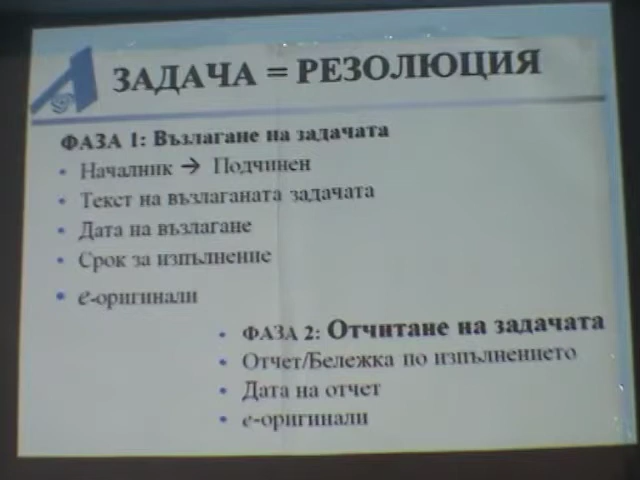 ЗАДАЧА = РЕЗОЛЮЦИЯ
ФАЗА 1: Възлагане на задачата
• Началник → Подчинен
• Текст на възлаганата задачата
• Дата на възлагане
• Срок за изпълнение
• е-оригинали
• ФАЗА 2: Отчитане на задачата
• Отчет/Бележка по изпълнението
• Дата на отчет
• е-оригинали